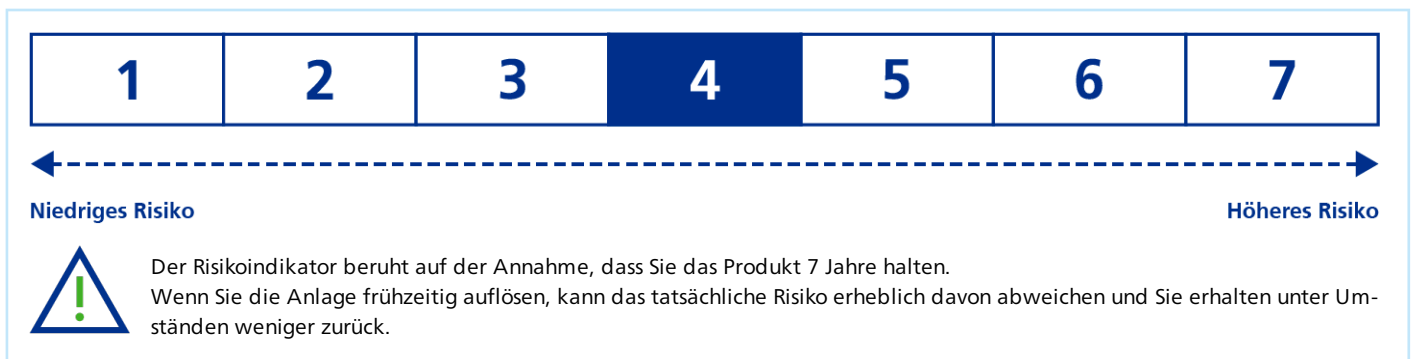 1 2 3 4 5 6 7
Niedriges Risiko Höheres Risiko
Der Risikoindikator beruht auf der Annahme, dass Sie das Produkt 7 Jahre halten.
Wenn Sie die Anlage frühzeitig auflösen, kann das tatsächliche Risiko erheblich davon abweichen und Sie erhalten unter Um-
ständen weniger zurück.